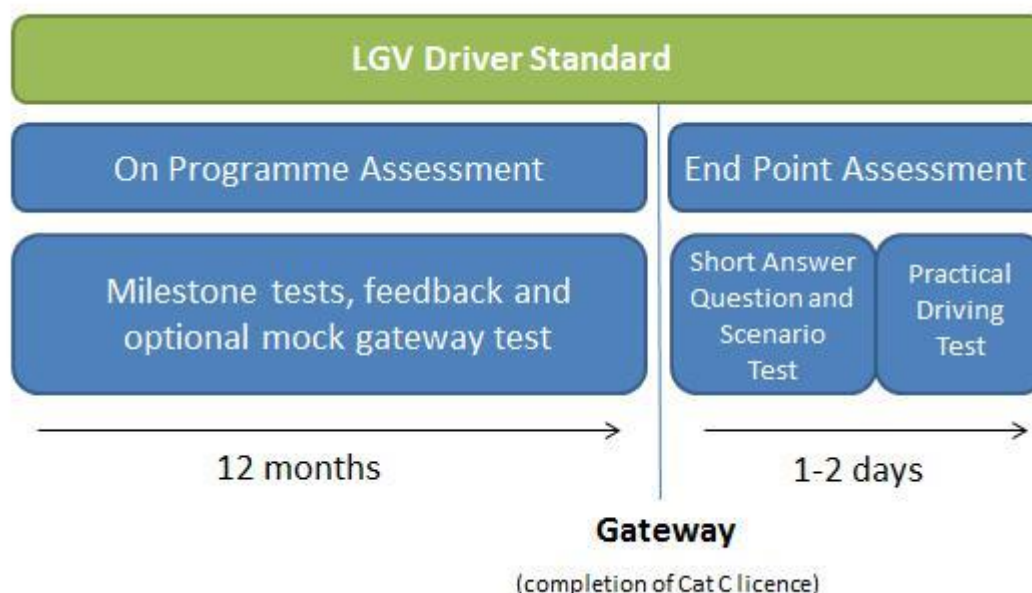 LGV Driver Standard
On Programme Assessment
End Point Assessment
Milestone tests, feedback and
optional mock gateway test
Short Answer
Question and
Scenario
Test
Practical
Driving
Test
12 months
1-2 days
Gateway
(completion of Cat C licence)